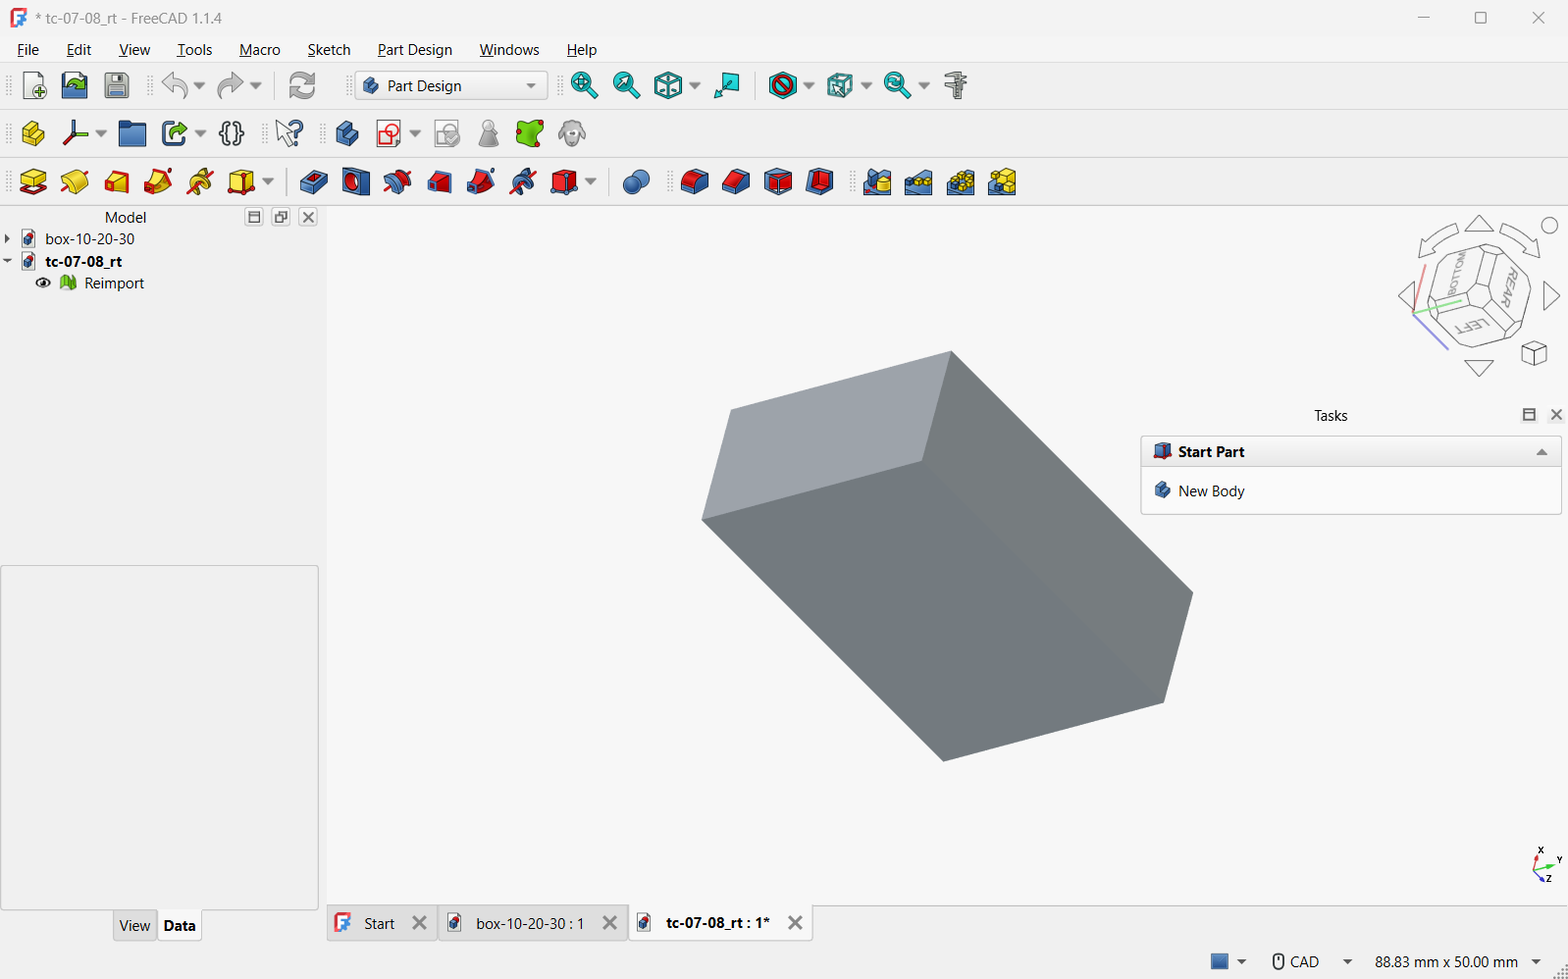 * tc-07-08_rt - FreeCAD 1.1.4
File Edit View Tools Macro Sketch Part Design Windows Help
Part Design
Model
box-10-20-30
tc-07-08_rt
Reimport
BOTTOM
REAR
LEFT
Tasks
Start Part
New Body
X
Y
Z
View Data
Start box-10-20-30 : 1 tc-07-08_rt : 1*
CAD 88.83 mm x 50.00 mm